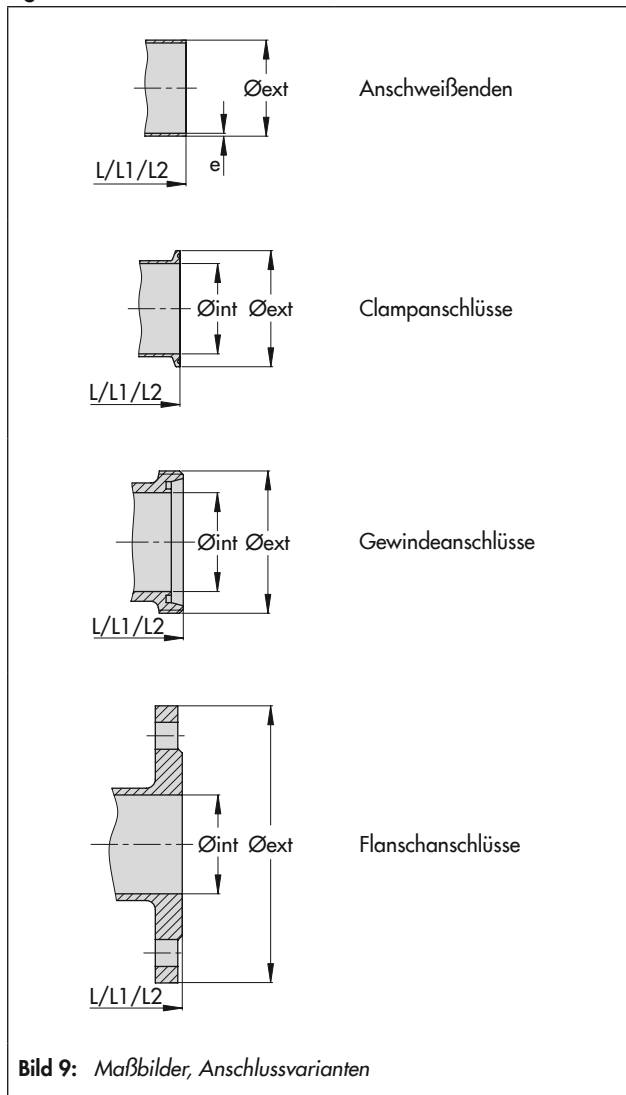 Øext Anschweißenden
L/L1/L2 e
Øint Øext Clampanschlüsse
L/L1/L2
Øint Øext Gewindeanschlüsse
L/L1/L2
Øint Øext Flanschanschlüsse
L/L1/L2
Bild 9: Maßbilder, Anschlussvarianten